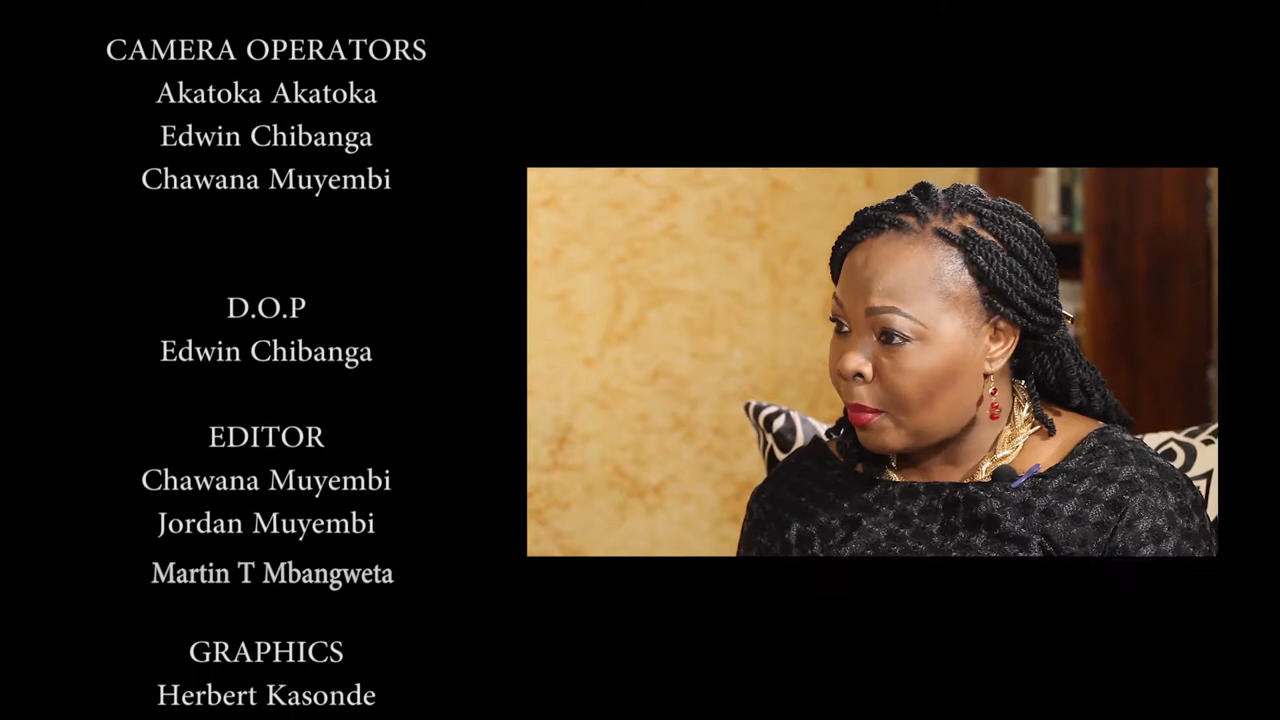 CAMERA OPERATORS
Akatoka Akatoka
Edwin Chibanga
Chawana Muyembi
D.O.P
Edwin Chibanga
EDITOR
Chawana Muyembi
Jordan Muyembi
Martin T Mbangweta
GRAPHICS
Herbert Kasonde